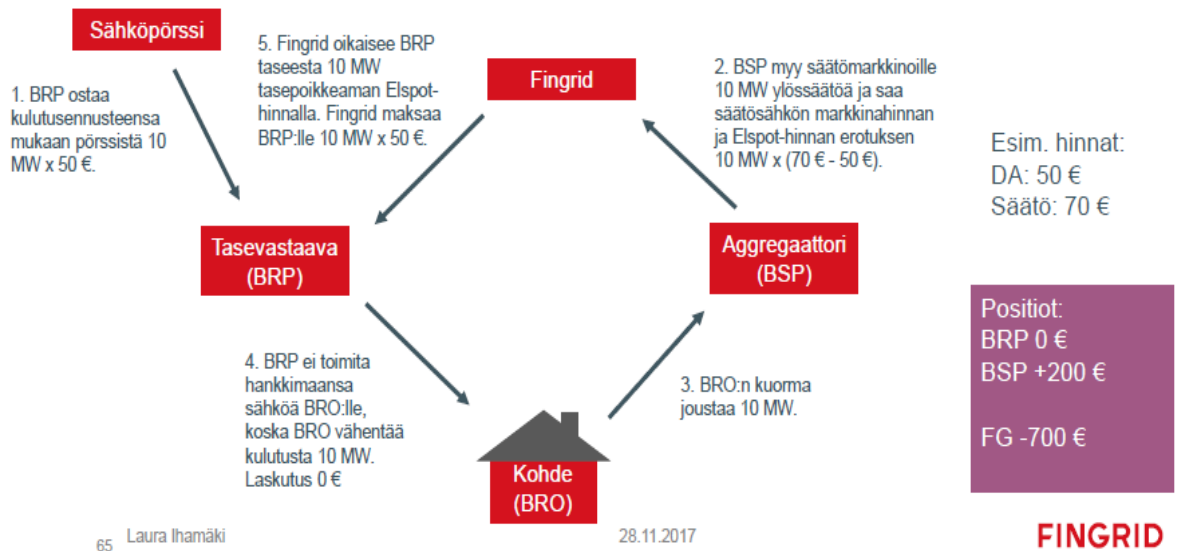 Sähköpörssi
1. BRP ostaa
kulutusennusteensa
mukaan pörssistä 10
MW x 50 €.
5. Fingrid oikaisee BRP
taseesta 10 MW
tasepoikkeaman Elspot-
hinnalla. Fingrid maksaa
BRP:lle 10 MW x 50 €.
Fingrid
2. BSP myy säätömarkkinoille
10 MW ylössäätöä ja saa
säätösähkön markkinahinnan
ja Elspot-hinnan erotuksen
10 MW x (70 € - 50 €).
Esim. hinnat:
DA: 50 €
Säätö: 70 €
Tasevastaava
(BRP)
Aggregaattori
(BSP)
Positiot:
BRP 0 €
BSP +200 €
FG -700 €
4. BRP ei toimita
hankkimaansa
sähköä BRO:lle,
koska BRO vähentää
kulutusta 10 MW.
Laskutus 0 €
3. BRO:n kuorma
joustaa 10 MW.
Kohde
(BRO)
65
Laura Ihamäki
28.11.2017
FINGRID